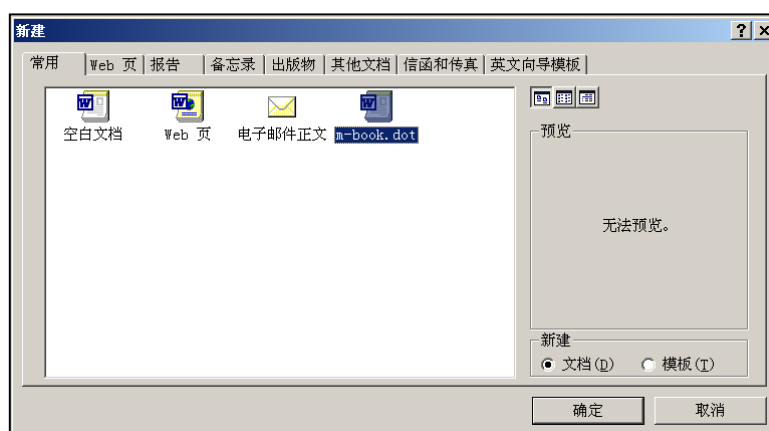 新建
常用 Web 页 报告 备忘录 出版物 其他文档 信函和传真 英文向导模板
空白文档 Web 页 电子邮件正文 m-book.dot
预览
无法预览。
新建
文档(D) 模板(T)
确定 取消